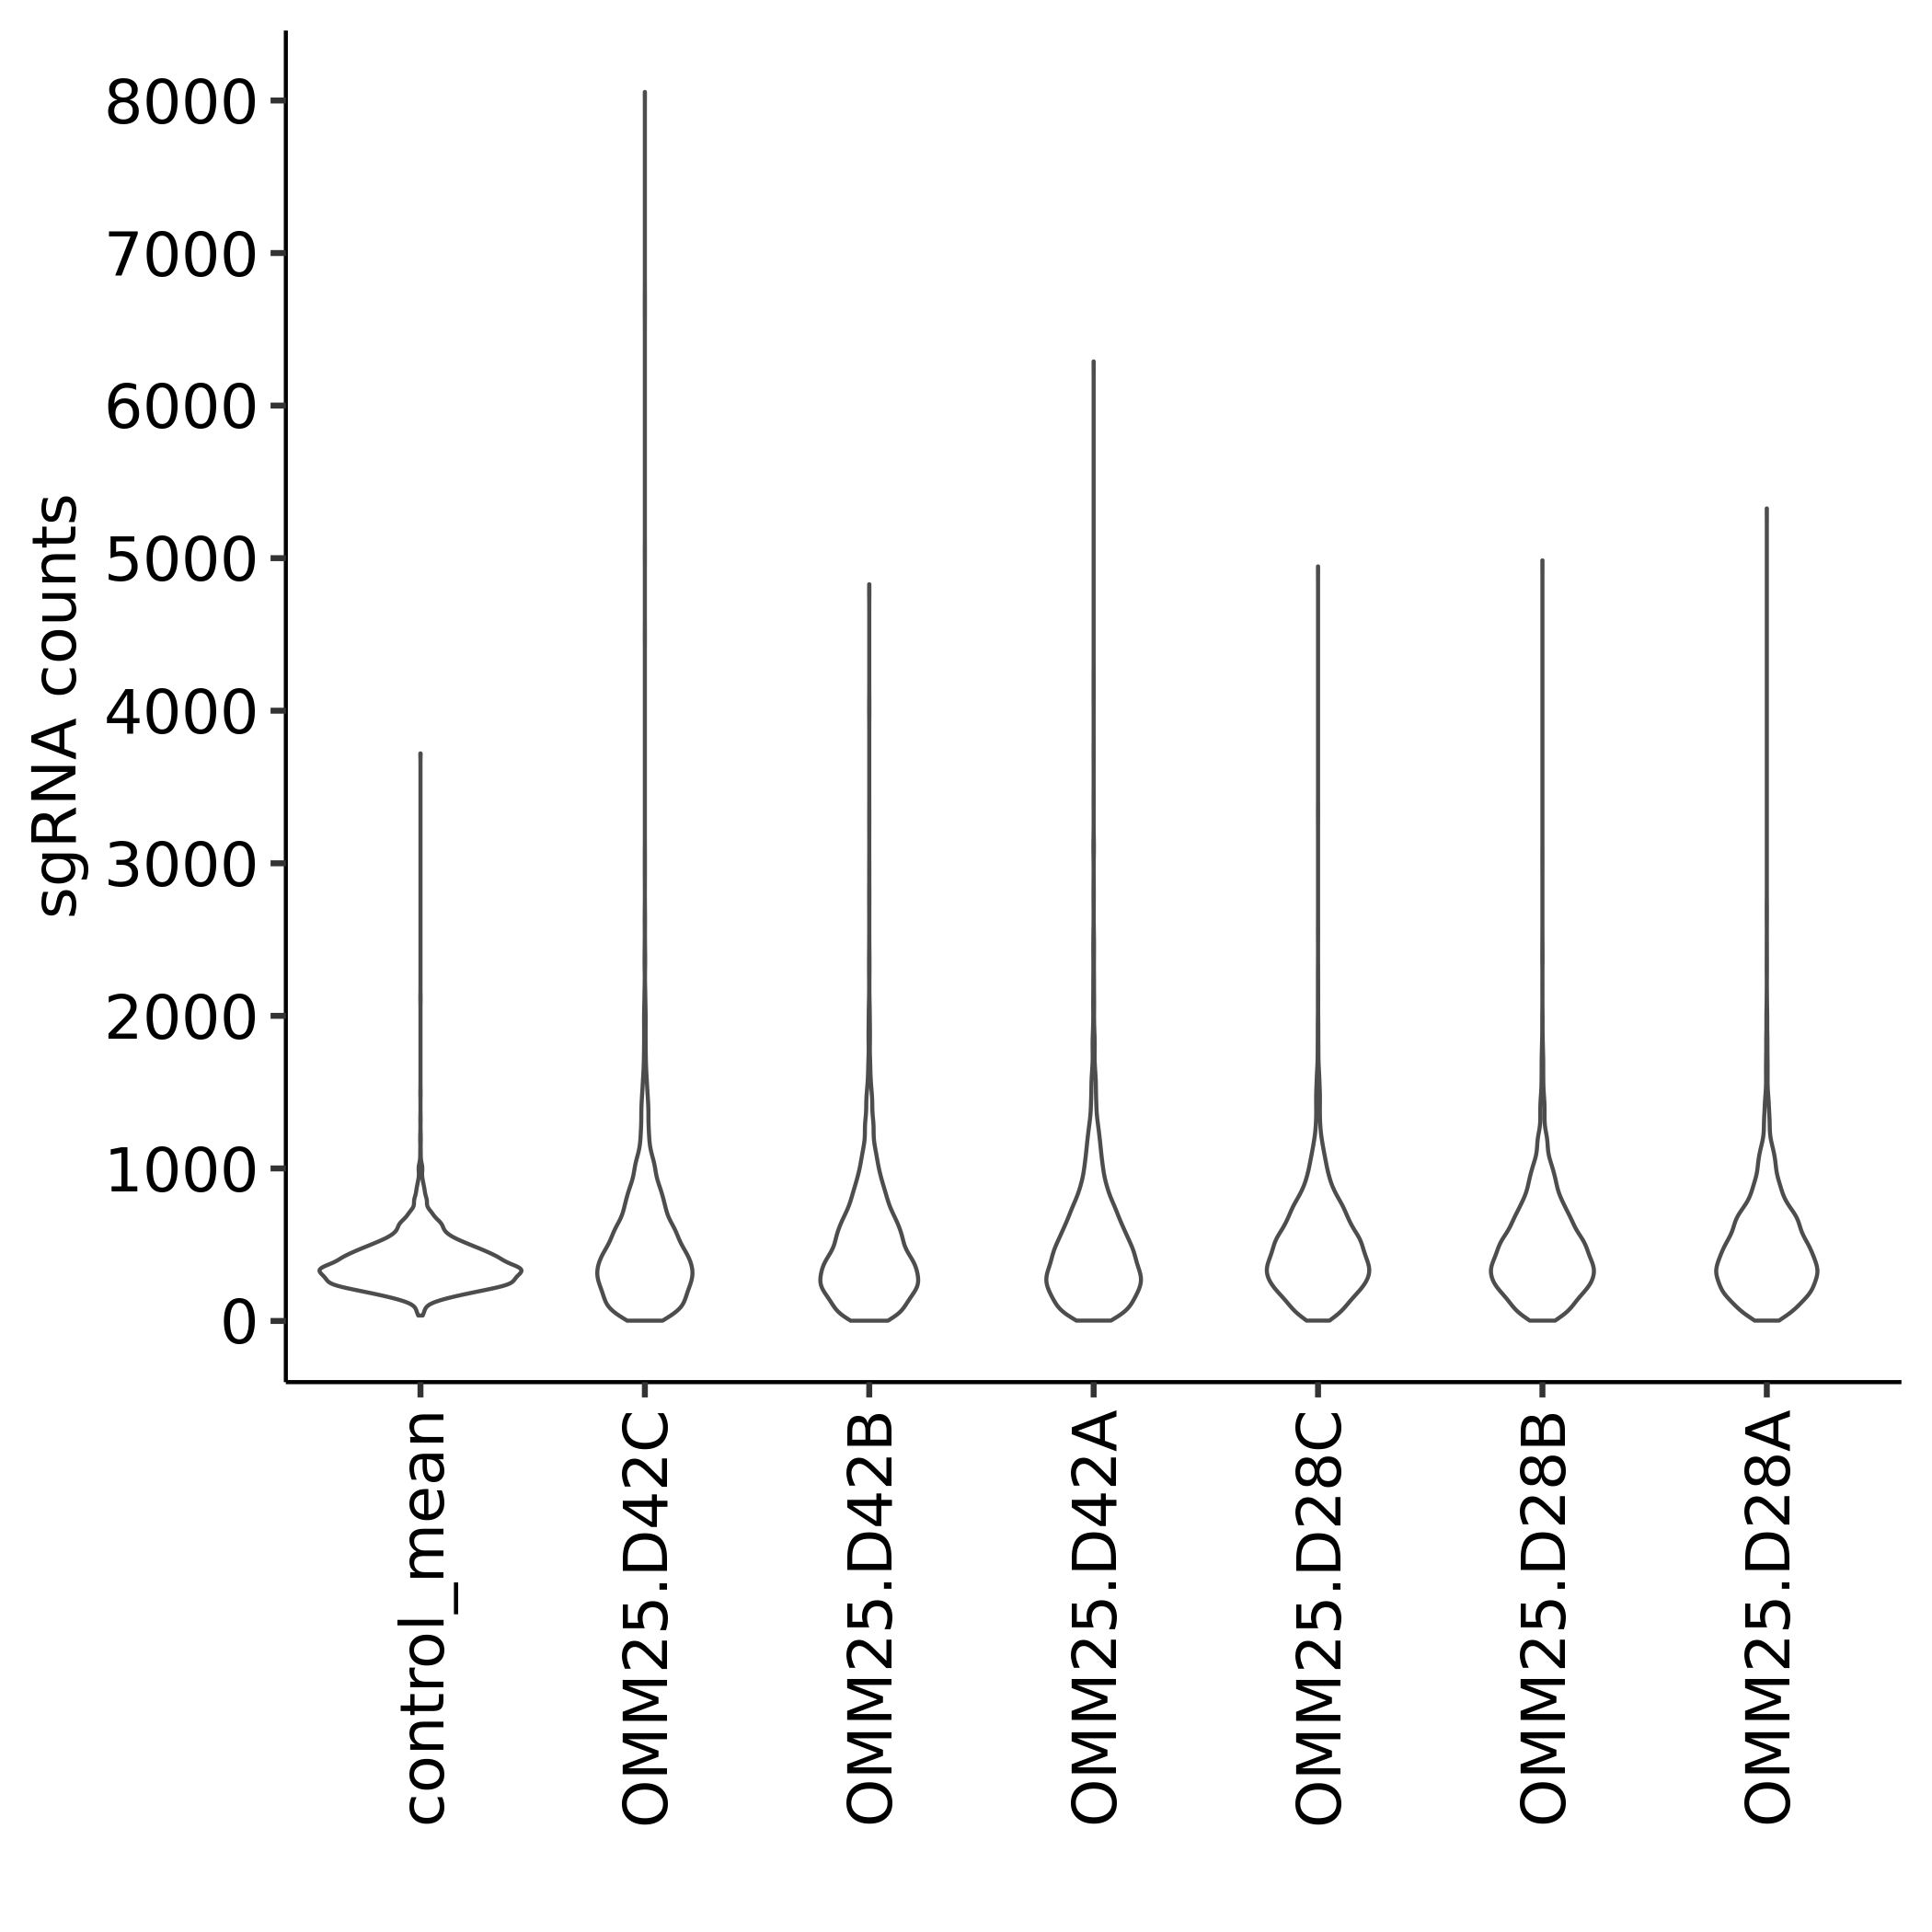 sgRNA counts
8000
7000
6000
5000
4000
3000
2000
1000
0
control_mean
OMM25.D42C
OMM25.D42B
OMM25.D42A
OMM25.D28C
OMM25.D28B
OMM25.D28A